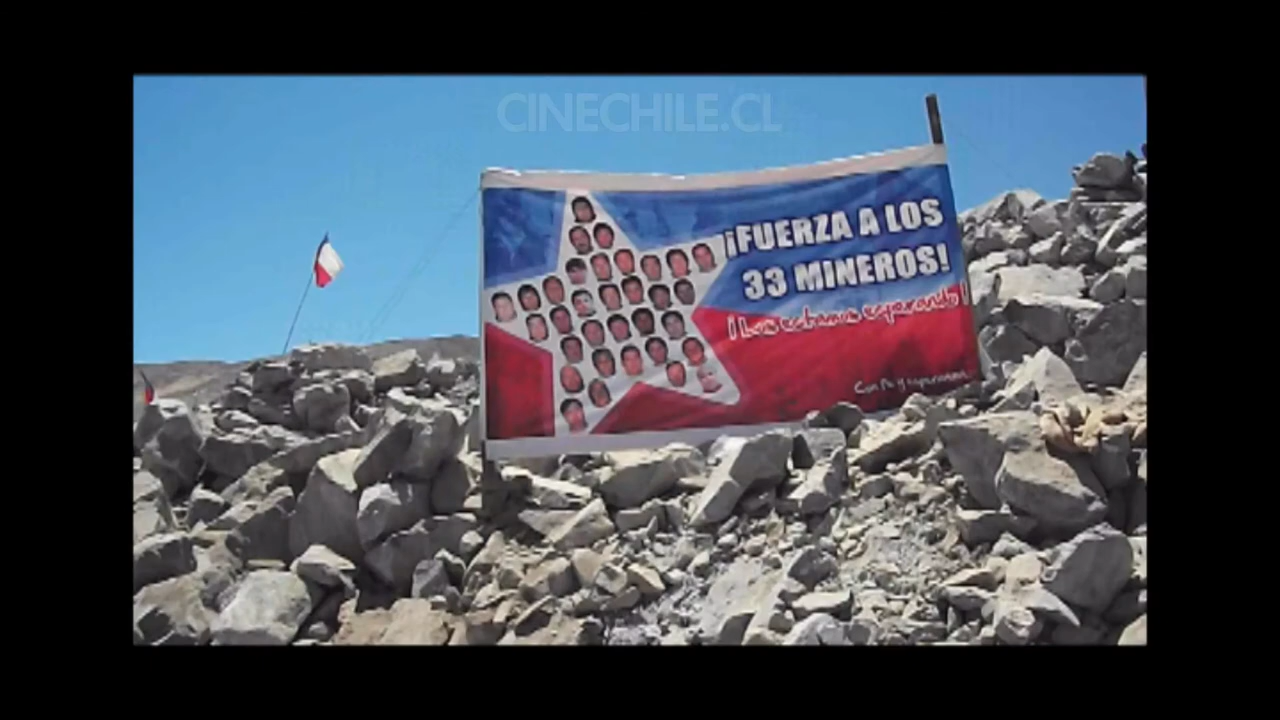 CINECHILE.CL
¡FUERZA A LOS
33 MINEROS!
¡Los estamos esperando!
Con fe y esperanza